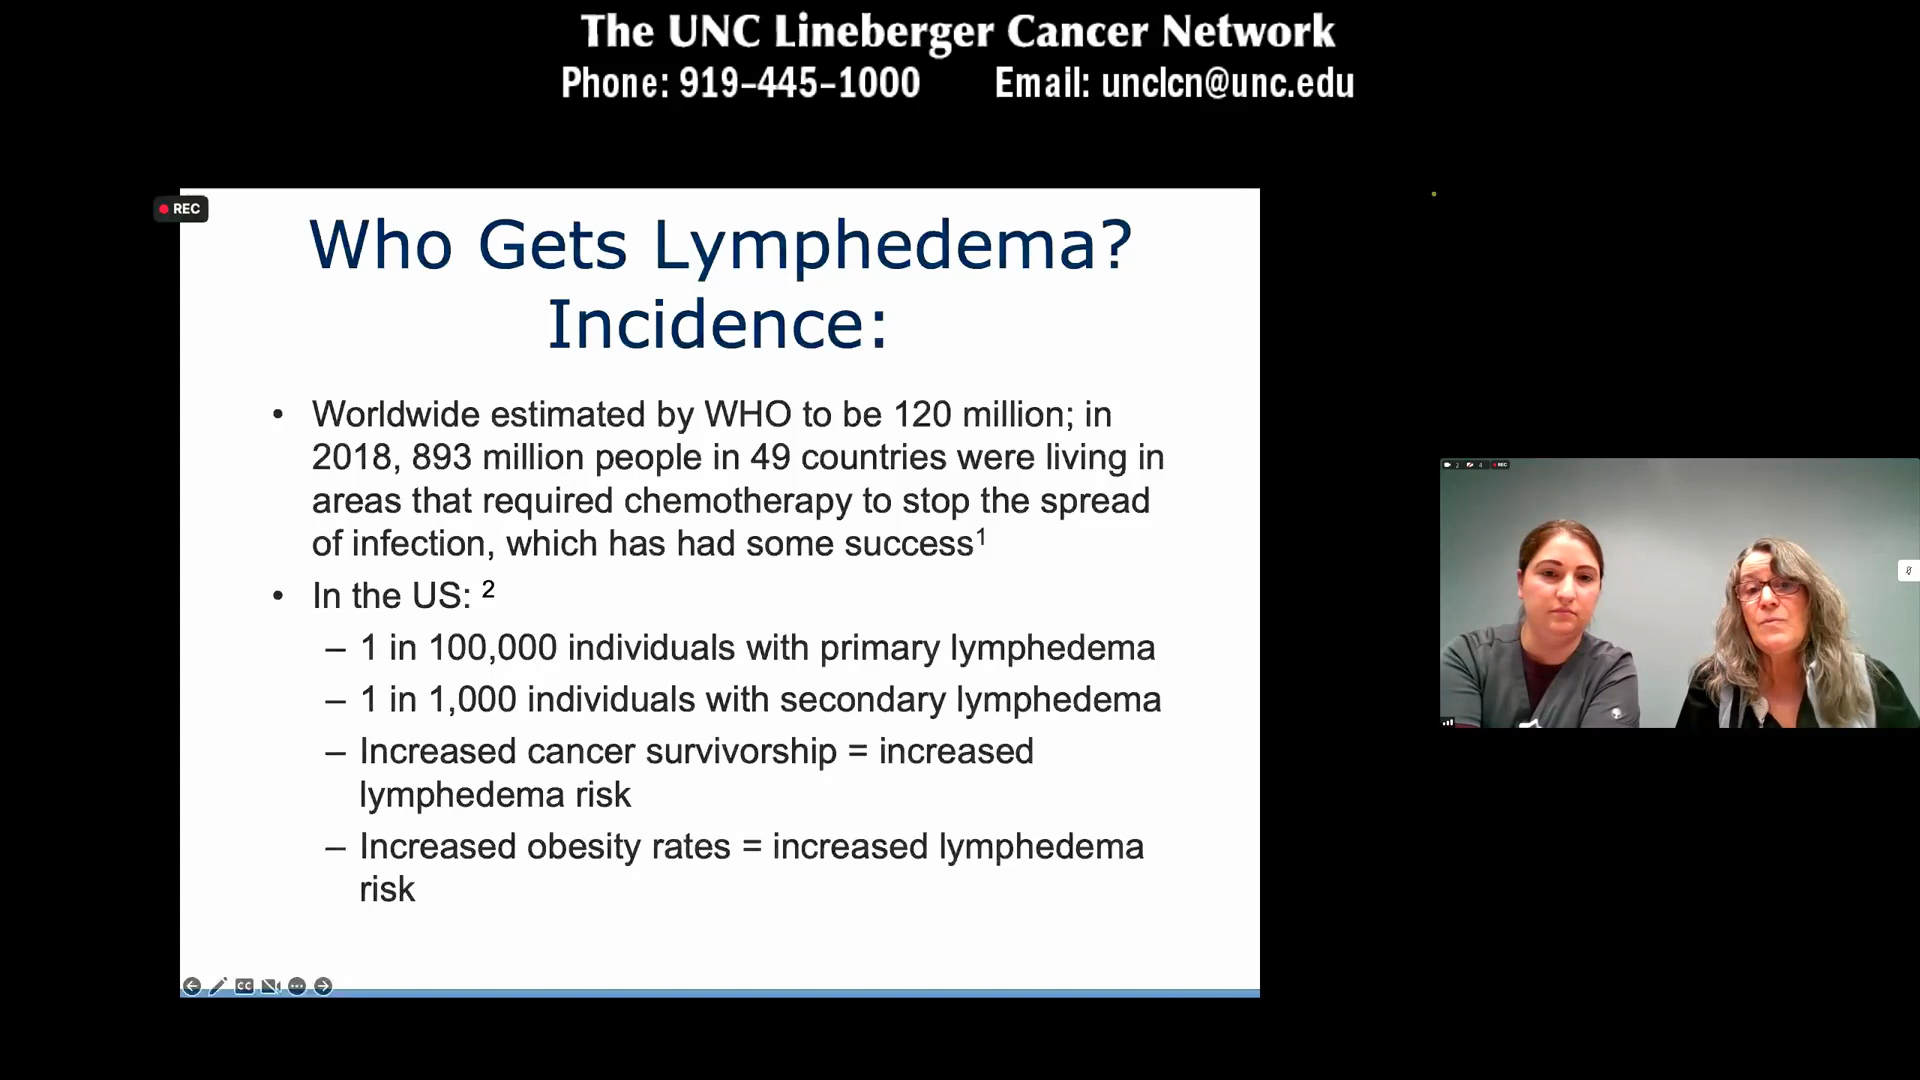 The UNC Lineberger Cancer Network
Phone: 919-445-1000 Email: unclcn@unc.edu
REC
Who Gets Lymphedema?
Incidence:
• Worldwide estimated by WHO to be 120 million; in
2018, 893 million people in 49 countries were living in
areas that required chemotherapy to stop the spread
of infection, which has had some success¹
• In the US: ²
– 1 in 100,000 individuals with primary lymphedema
– 1 in 1,000 individuals with secondary lymphedema
– Increased cancer survivorship = increased
lymphedema risk
– Increased obesity rates = increased lymphedema
risk
CC
2 4 REC